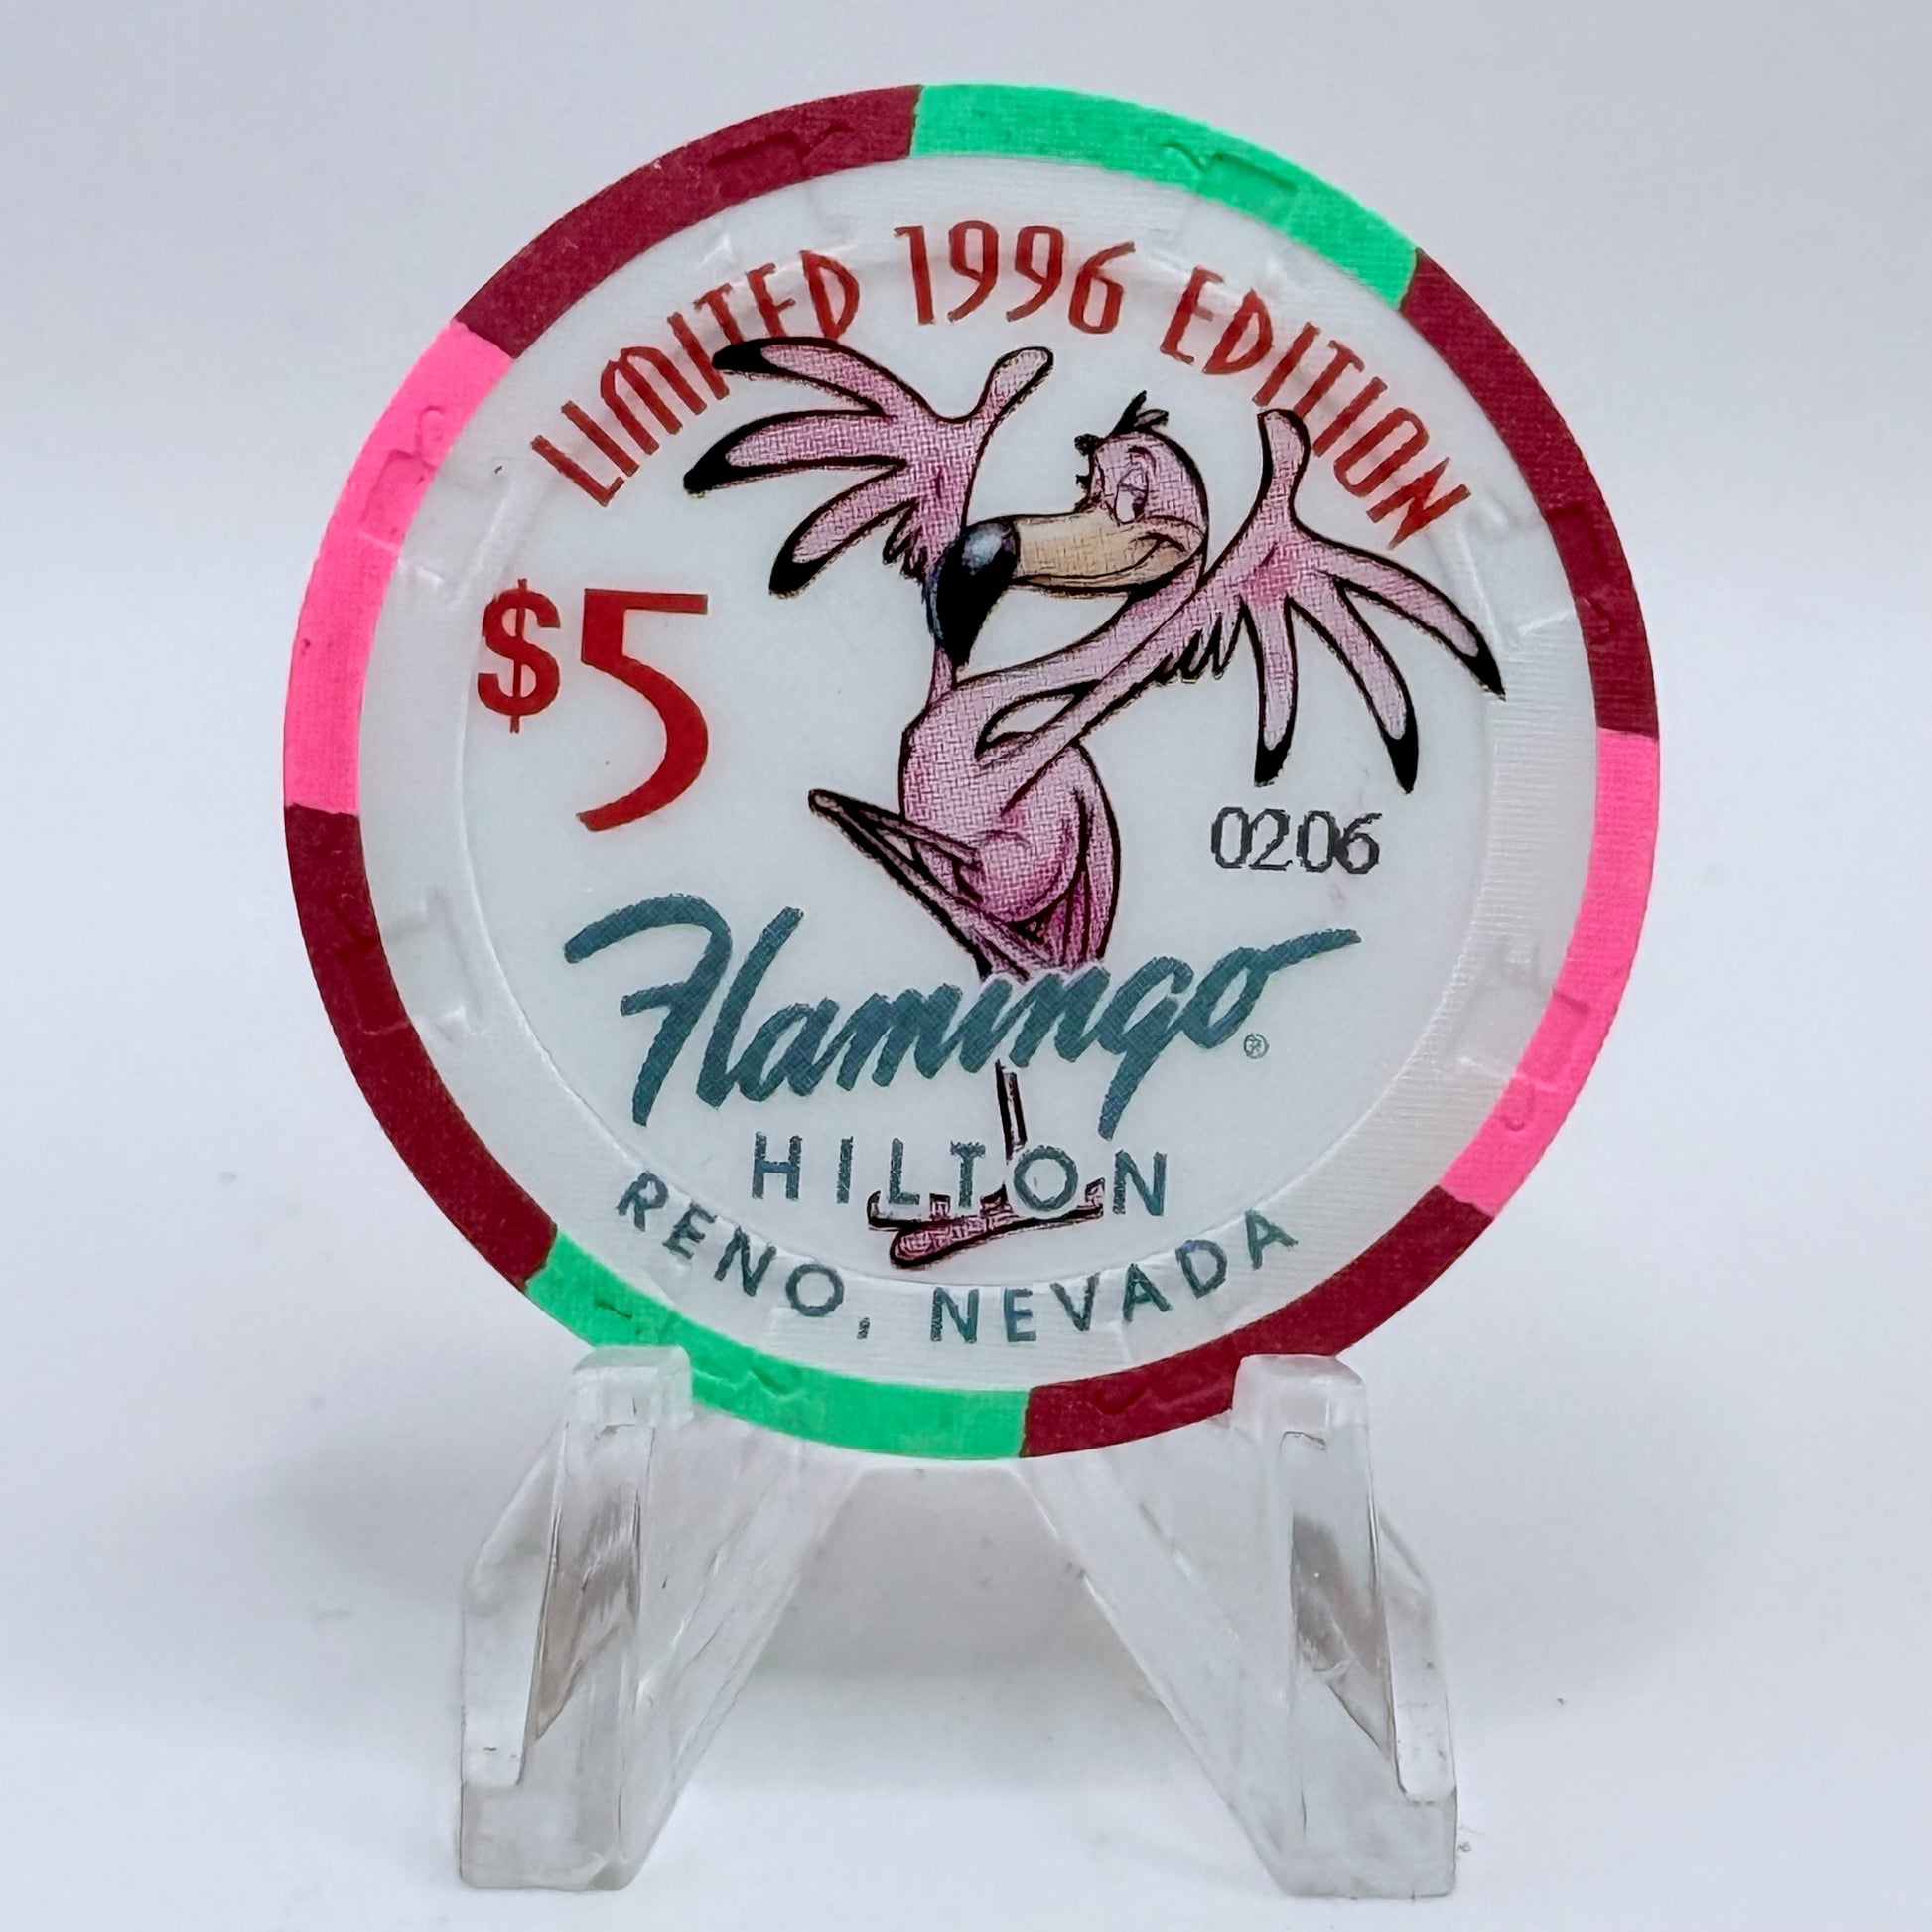 LIMITED 1996 EDITION
$5
0206
Flamingo®
HILTON
RENO, NEVADA